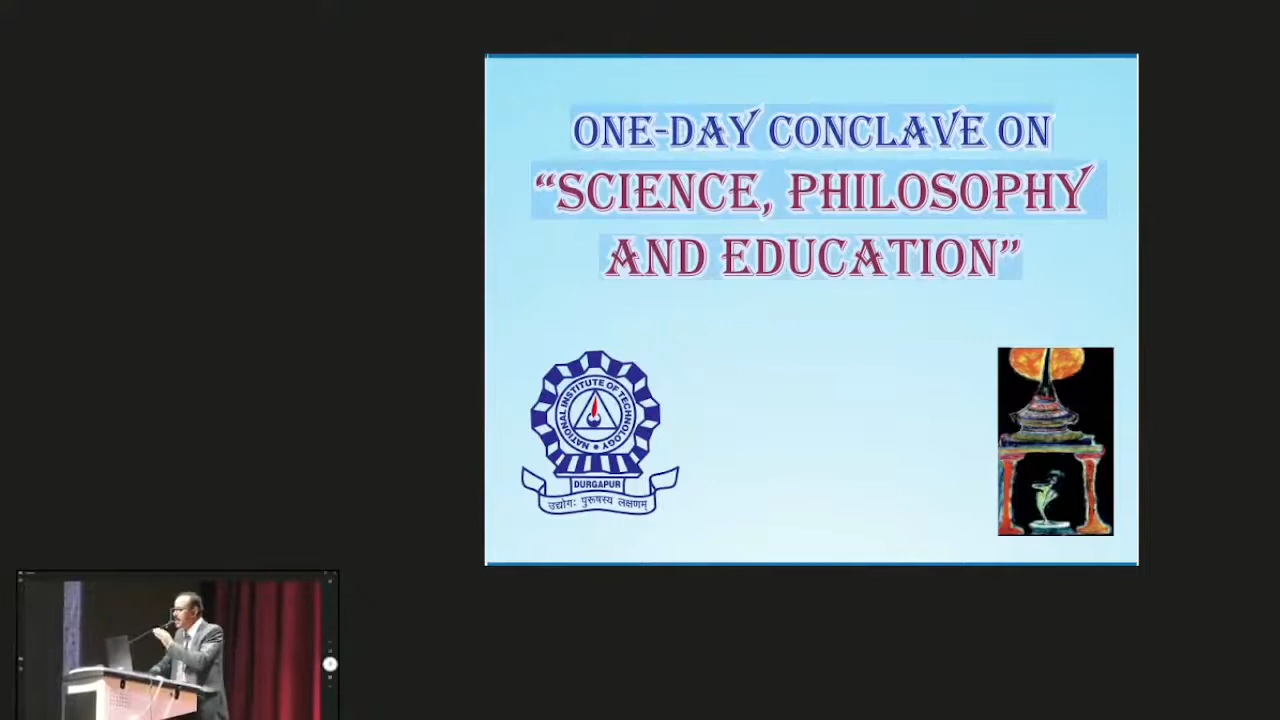 ONE-DAY CONCLAVE ON
“SCIENCE, PHILOSOPHY
AND EDUCATION”
NATIONAL INSTITUTE OF TECHNOLOGY
DURGAPUR
उद्योगः पुरूषस्य लक्षणम्